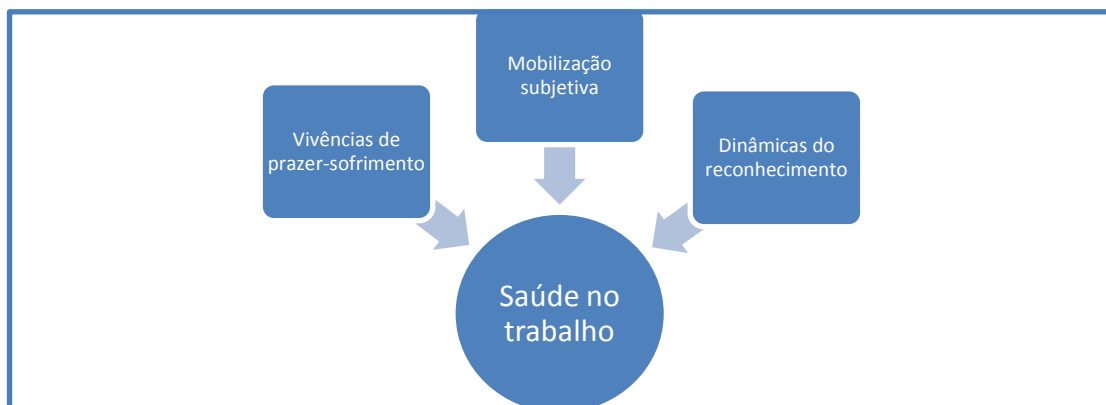 Mobilização
subjetiva
Vivências de
prazer-sofrimento
Dinâmicas do
reconhecimento
Saúde no
trabalho